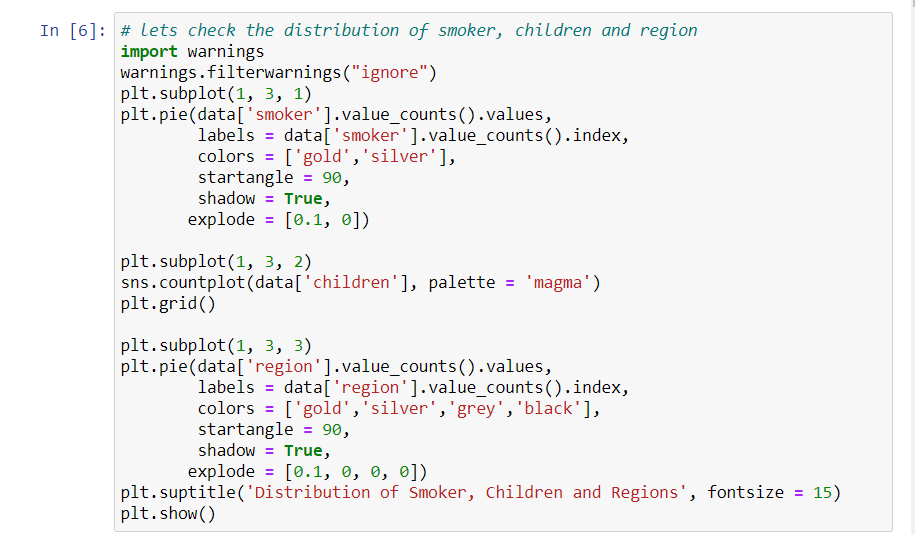 In [6]: # lets check the distribution of smoker, children and region
import warnings
warnings.filterwarnings("ignore")
plt.subplot(1, 3, 1)
plt.pie(data['smoker'].value_counts().values,
        labels = data['smoker'].value_counts().index,
        colors = ['gold','silver'],
        startangle = 90,
        shadow = True,
       explode = [0.1, 0])

plt.subplot(1, 3, 2)
sns.countplot(data['children'], palette = 'magma')
plt.grid()

plt.subplot(1, 3, 3)
plt.pie(data['region'].value_counts().values,
        labels = data['region'].value_counts().index,
        colors = ['gold','silver','grey','black'],
        startangle = 90,
        shadow = True,
       explode = [0.1, 0, 0, 0])
plt.suptitle('Distribution of Smoker, Children and Regions', fontsize = 15)
plt.show()